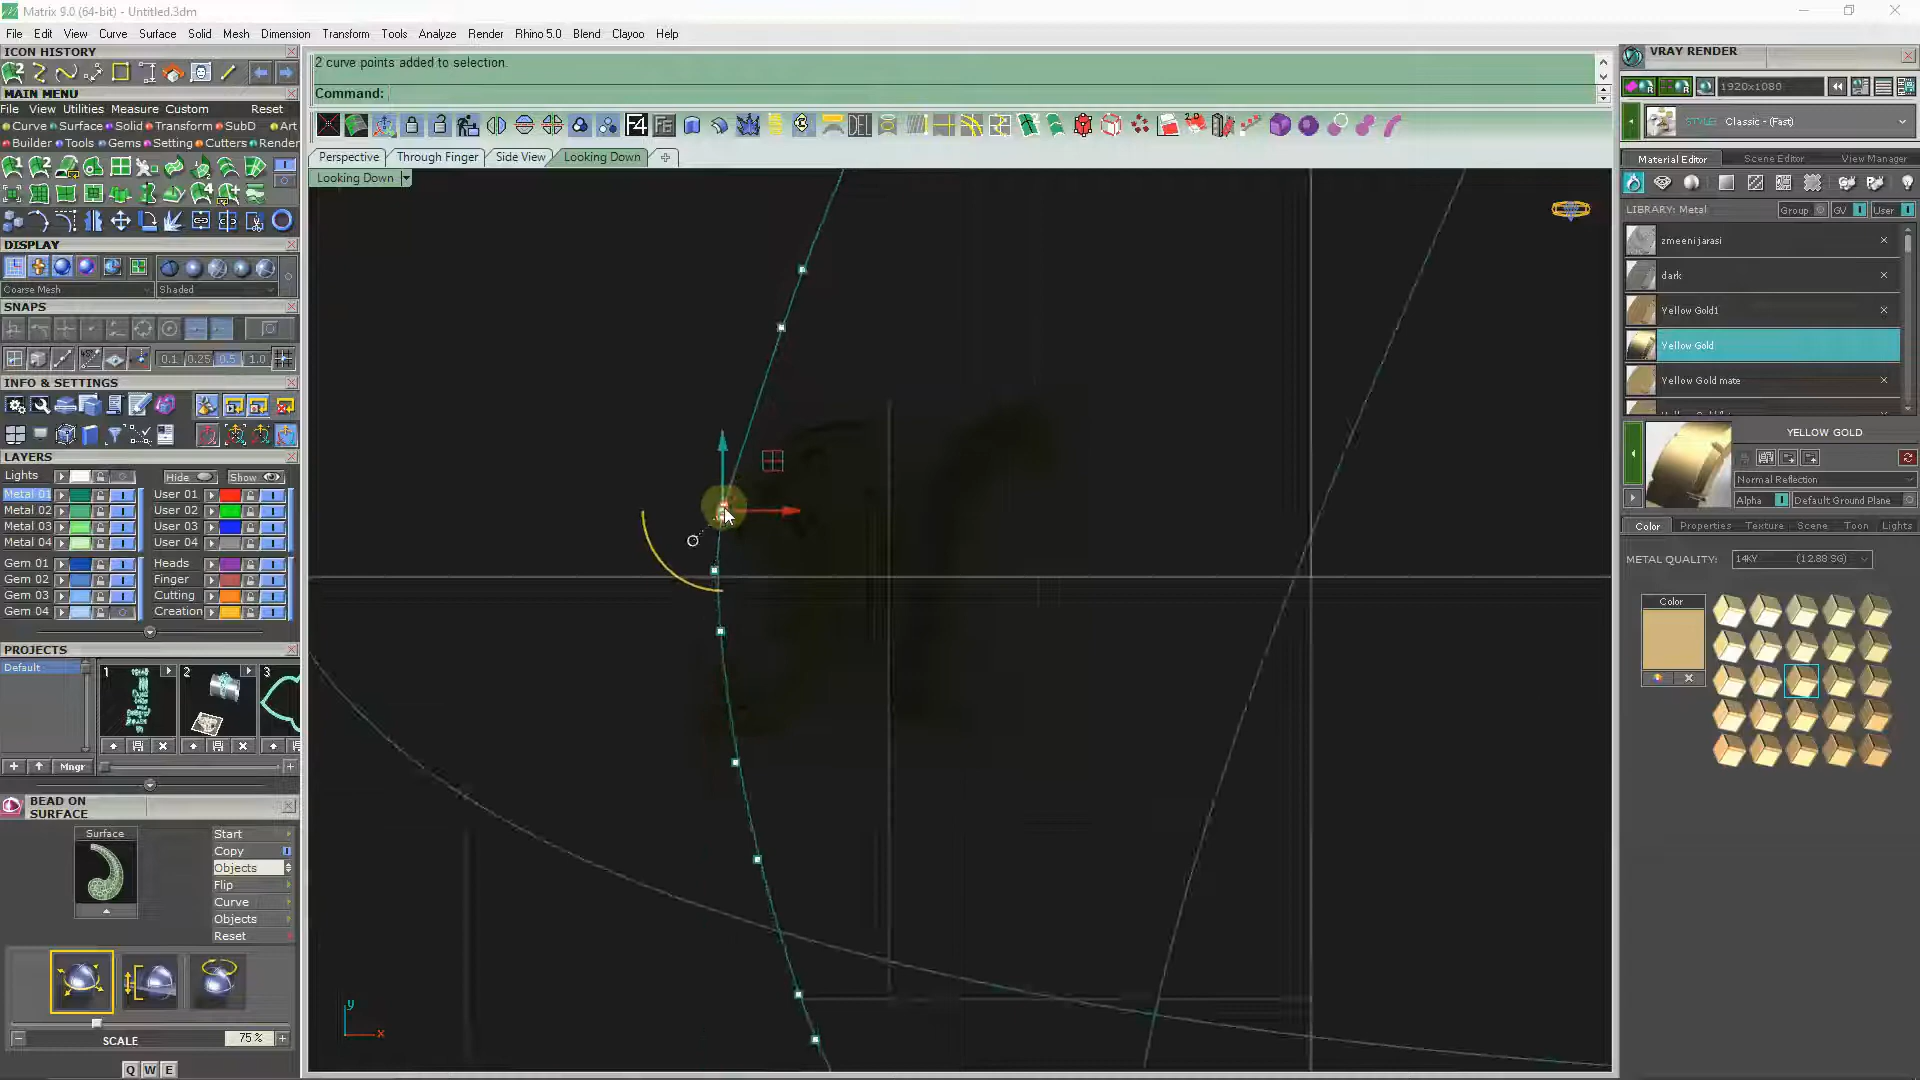 Matrix 9.0 (64-bit) - Untitled.3dm
File Edit View Curve Surface Solid Mesh Dimension Transform Tools Analyze Render Rhino 5.0 Blend Clayoo Help
ICON HISTORY
MAIN MENU
File View Utilities Measure Custom Reset
Curve Surface Solid Transform SubD Art
Builder Tools Gems Setting Cutters Render
DISPLAY
Coarse Mesh Shaded
SNAPS
0.1 0.25 0.5 1.0
INFO & SETTINGS
LAYERS
Lights Hide Show
Metal 01 User 01
Metal 02 User 02
Metal 03 User 03
Metal 04 User 04
Gem 01 Heads
Gem 02 Finger
Gem 03 Cutting
Gem 04 Creation
PROJECTS
Default
1 2 3
Mngr
BEAD ON
SURFACE
Surface
Start
Copy
Objects
Flip
Curve
Objects
Reset
SCALE 75 %
Q W E
2 curve points added to selection.
Command:
F4 DEL
Perspective Through Finger Side View Looking Down
Looking Down
y
x
VRAY RENDER
1920x1080
STYLE: Classic - (Fast)
Material Editor Scene Editor View Manager
LIBRARY: Metal Group GV User
zmeeni jarasi
dark
Yellow Gold1
Yellow Gold
Yellow Gold mate
YELLOW GOLD
Normal Reflection
Alpha Default Ground Plane
Color Properties Texture Scene Toon Lights
METAL QUALITY: 14KY (12.88 SG)
Color